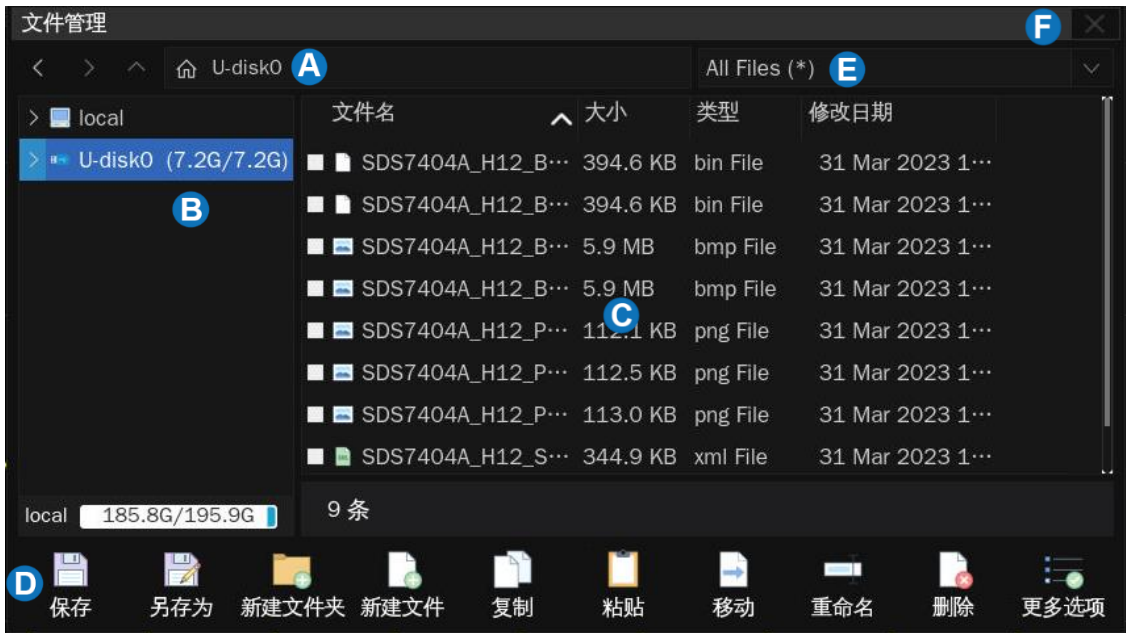 文件管理 F
U-disk0 A All Files (*) E
local
U-disk0 (7.2G/7.2G)
B
文件名 大小 类型 修改日期
SDS7404A_H12_B··· 394.6 KB bin File 31 Mar 2023 1···
SDS7404A_H12_B··· 394.6 KB bin File 31 Mar 2023 1···
SDS7404A_H12_B··· 5.9 MB bmp File 31 Mar 2023 1···
SDS7404A_H12_B··· 5.9 MB bmp File 31 Mar 2023 1···
C
SDS7404A_H12_P··· 112.1 KB png File 31 Mar 2023 1···
SDS7404A_H12_P··· 112.5 KB png File 31 Mar 2023 1···
SDS7404A_H12_P··· 113.0 KB png File 31 Mar 2023 1···
SDS7404A_H12_S··· 344.9 KB xml File 31 Mar 2023 1···
local 185.8G/195.9G 9 条
D
保存 另存为 新建文件夹 新建文件 复制 粘贴 移动 重命名 删除 更多选项